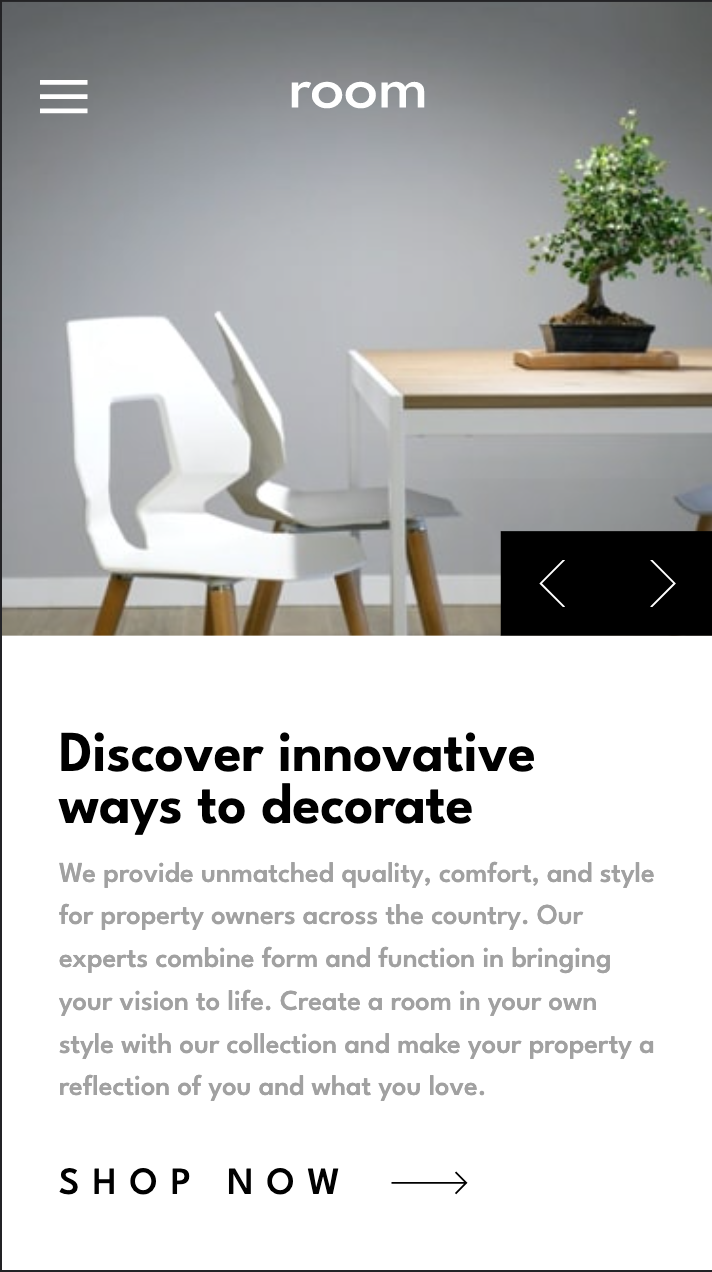 room
Discover innovative
ways to decorate
We provide unmatched quality, comfort, and style
for property owners across the country. Our
experts combine form and function in bringing
your vision to life. Create a room in your own
style with our collection and make your property a
reflection of you and what you love.
SHOP NOW